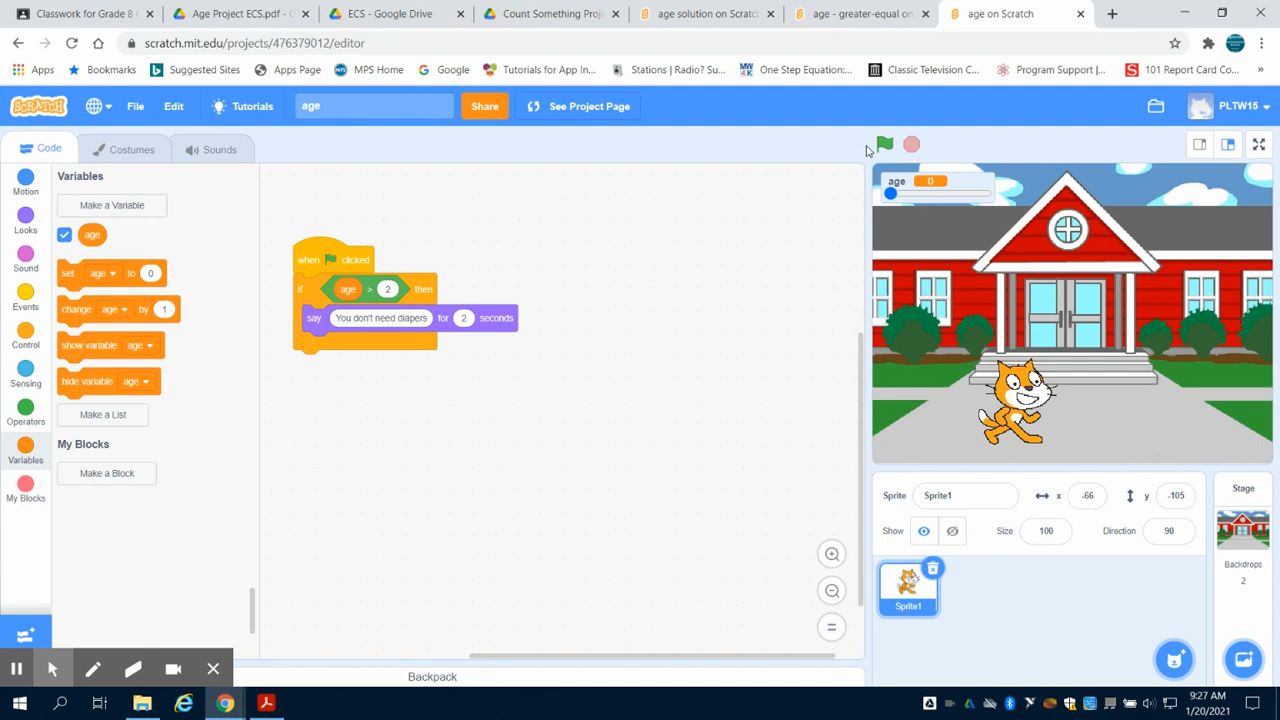 Classwork for Grade 8 I
Age Project ECS.pdf - G
ECS - Google Drive
Count Something Proj
age solution on Scratch
age - greater-equal on
age on Scratch
scratch.mit.edu/projects/476379012/editor
Apps
Bookmarks
Suggested Sites
Apps Page
MPS Home
Google
Tutorials for App In...
Stations | Radio? Su...
One Step Equation:...
Classic Television C...
Program Support |...
101 Report Card Co...
SCRATCH
File
Edit
Tutorials
age
Share
See Project Page
PLTW15
Code
Costumes
Sounds
Motion
Looks
Sound
Events
Control
Sensing
Operators
Variables
My Blocks
Variables
Make a Variable
age
set age to 0
change age by 1
show variable age
hide variable age
Make a List
My Blocks
Make a Block
when clicked
if age > 2 then
say You don't need diapers for 2 seconds
age 0
Sprite Sprite1 x -66 y -105
Show Size 100 Direction 90
Sprite1
Stage
Backdrops
2
Backpack
9:27 AM
1/20/2021